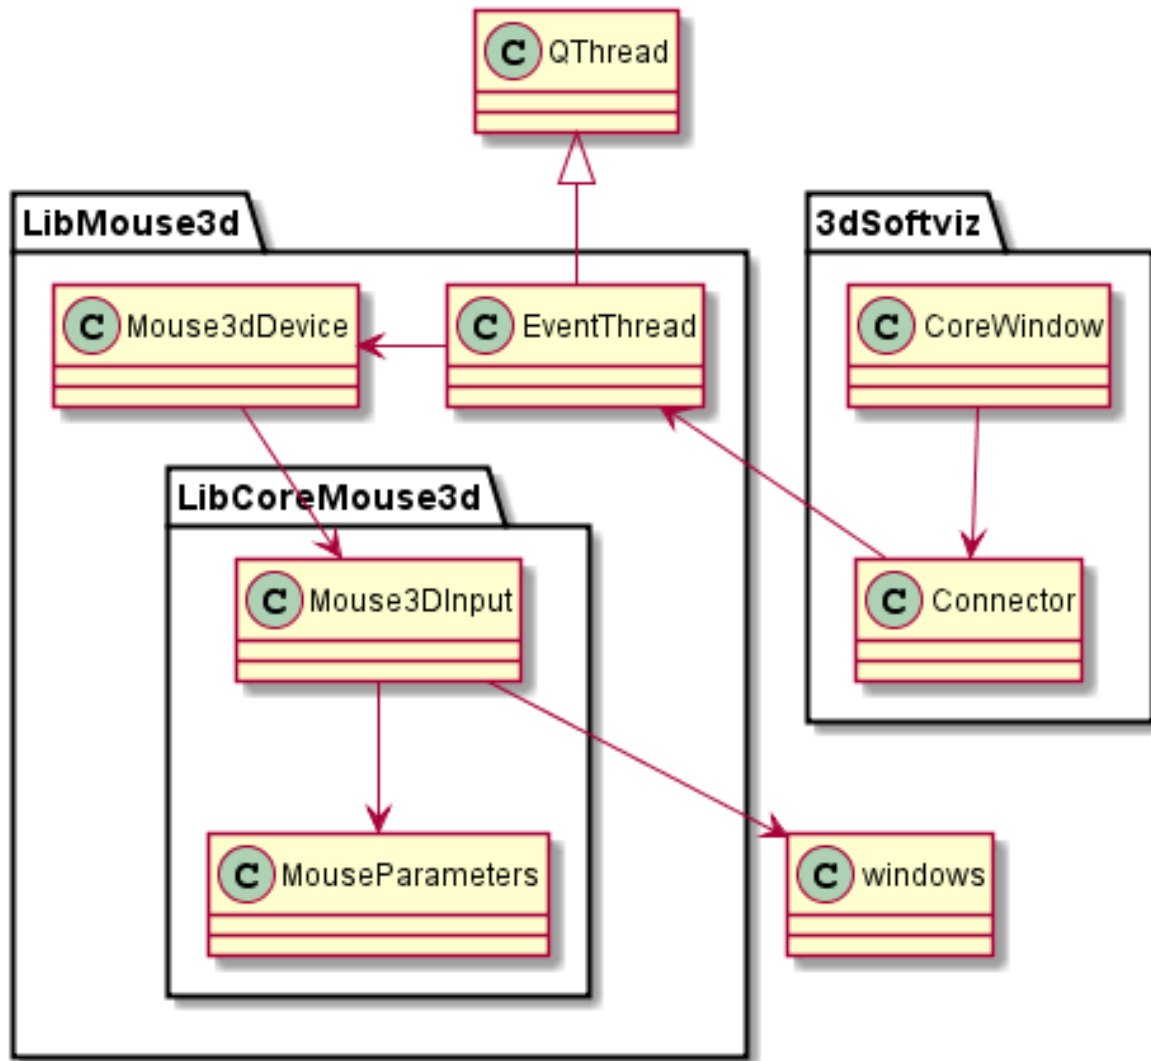 C QThread
LibMouse3d
3dSoftviz
C Mouse3dDevice
C EventThread
C CoreWindow
LibCoreMouse3d
C Mouse3DInput
C Connector
C MouseParameters
C windows